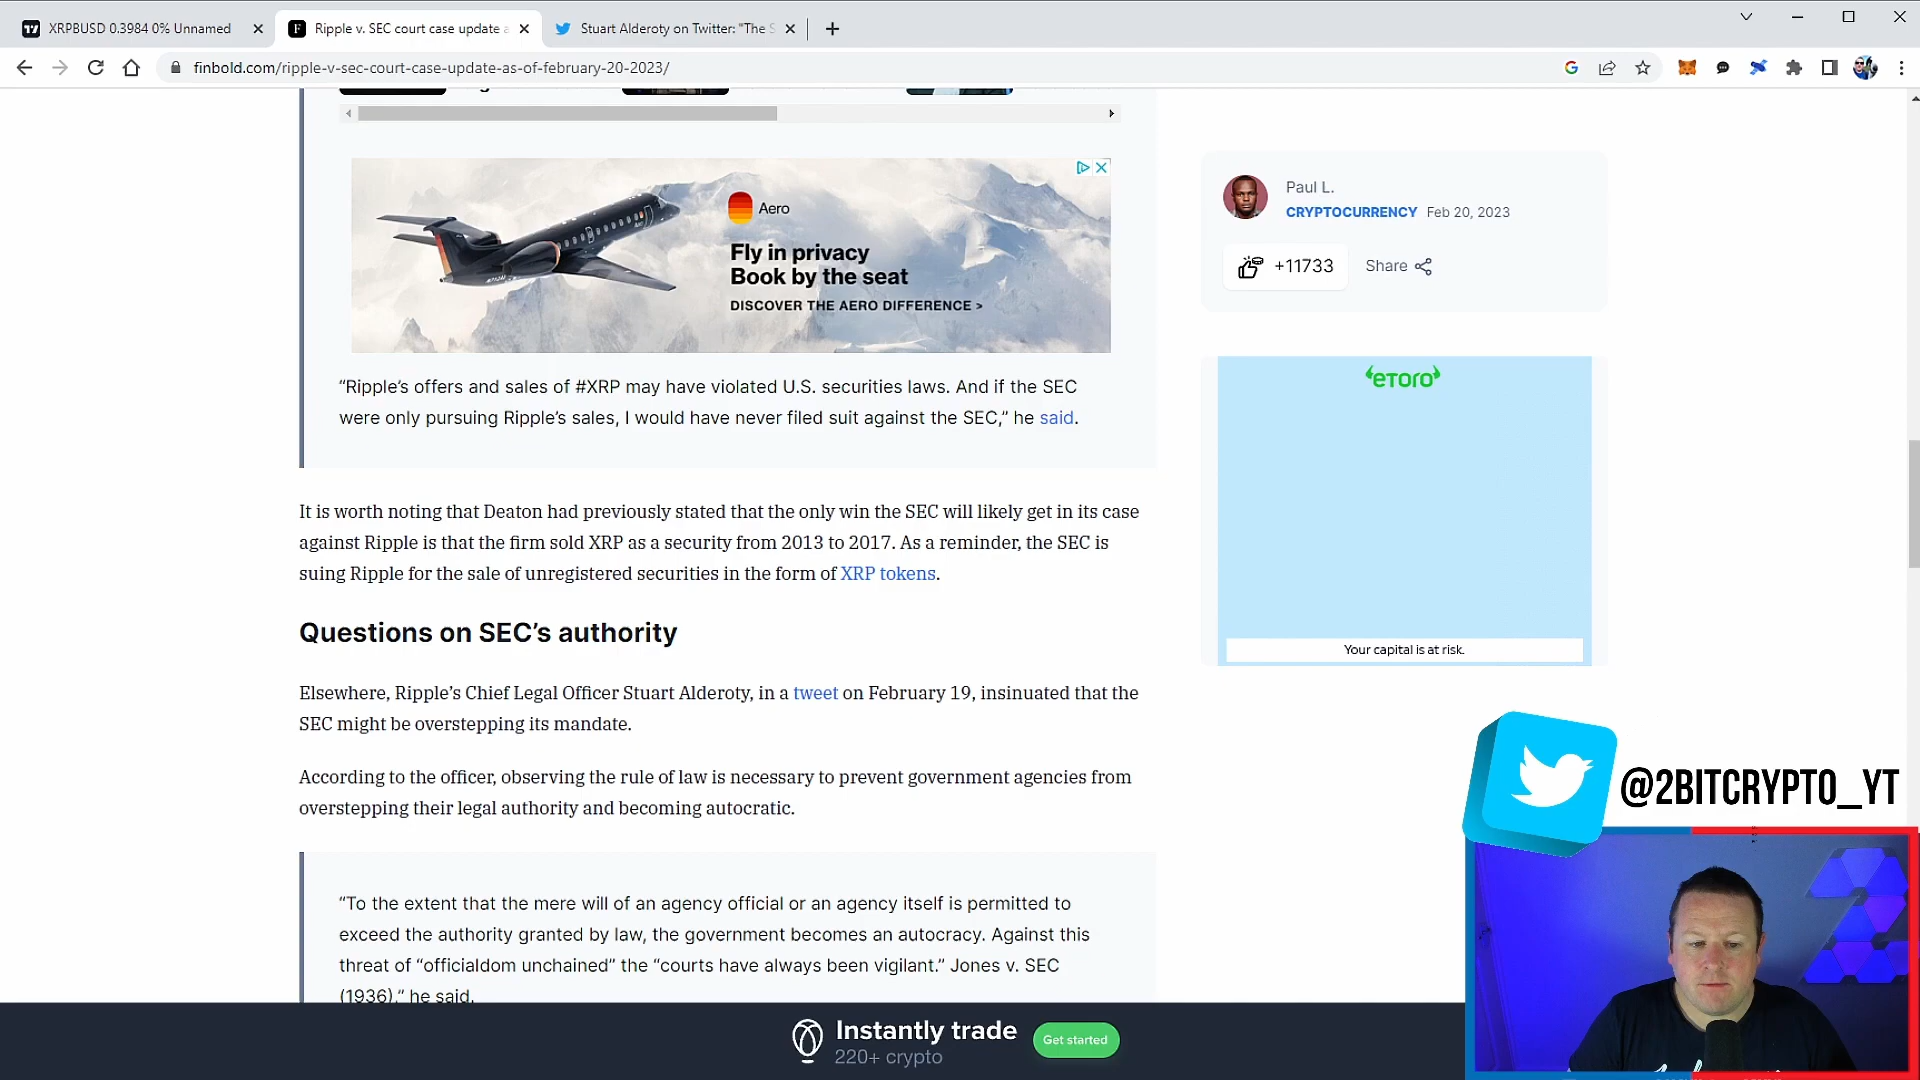 XRPBUSD 0.3984 0% Unnamed
Ripple v. SEC court case update
Stuart Alderoty on Twitter: "The S
finbold.com/ripple-v-sec-court-case-update-as-of-february-20-2023/
Aero
Fly in privacy
Book by the seat
DISCOVER THE AERO DIFFERENCE >
“Ripple’s offers and sales of #XRP may have violated U.S. securities laws. And if the SEC
were only pursuing Ripple’s sales, I would have never filed suit against the SEC,” he said.
It is worth noting that Deaton had previously stated that the only win the SEC will likely get in its case
against Ripple is that the firm sold XRP as a security from 2013 to 2017. As a reminder, the SEC is
suing Ripple for the sale of unregistered securities in the form of XRP tokens.
Questions on SEC’s authority
Elsewhere, Ripple’s Chief Legal Officer Stuart Alderoty, in a tweet on February 19, insinuated that the
SEC might be overstepping its mandate.
According to the officer, observing the rule of law is necessary to prevent government agencies from
overstepping their legal authority and becoming autocratic.
“To the extent that the mere will of an agency official or an agency itself is permitted to
exceed the authority granted by law, the government becomes an autocracy. Against this
threat of “officialdom unchained” the “courts have always been vigilant.” Jones v. SEC
(1936),” he said.
Paul L.
CRYPTOCURRENCY Feb 20, 2023
+11733 Share
eToro
Your capital is at risk.
@2BITCRYPTO_YT
Instantly trade
220+ crypto
Get started